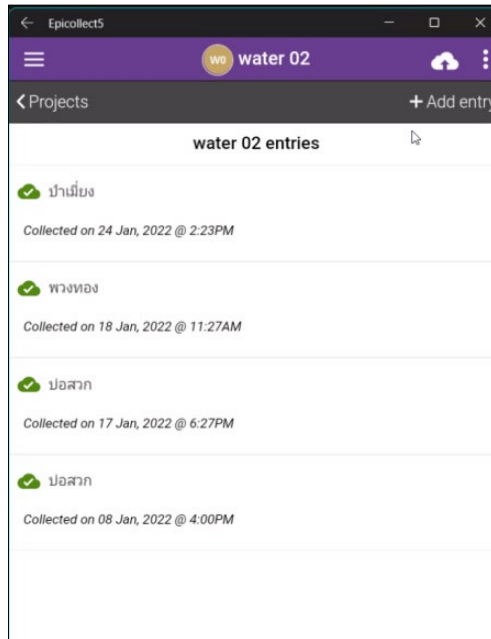 Epicollect5
WO water 02
Projects
+ Add entry
water 02 entries
ป่าเมี่ยง
Collected on 24 Jan, 2022 @ 2:23PM
พวงทอง
Collected on 18 Jan, 2022 @ 11:27AM
บ่อสวก
Collected on 17 Jan, 2022 @ 6:27PM
บ่อสวก
Collected on 08 Jan, 2022 @ 4:00PM